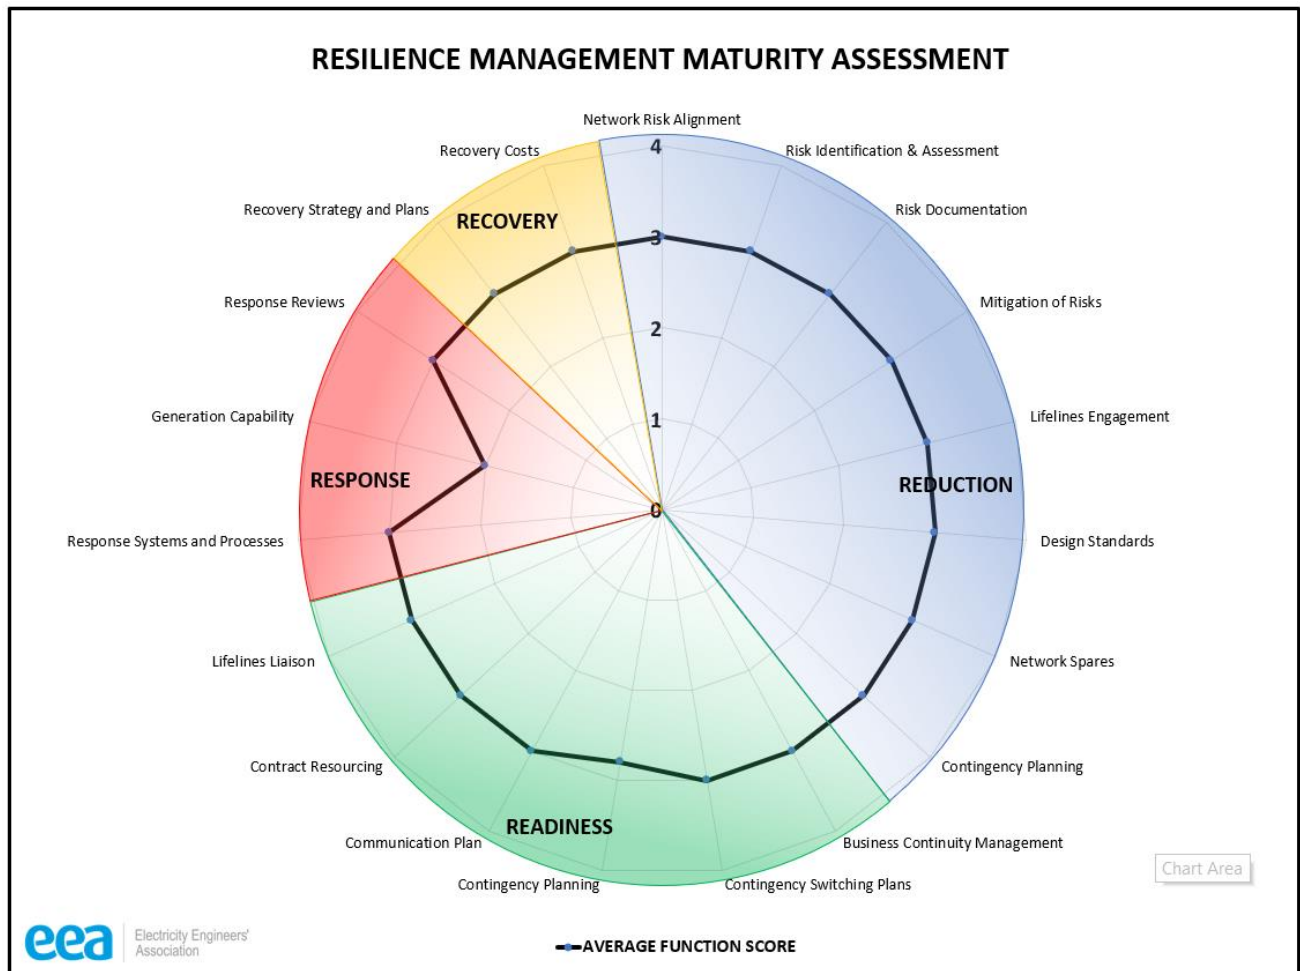 RESILIENCE MANAGEMENT MATURITY ASSESSMENT
Network Risk Alignment
4
Recovery Costs
Risk Identification & Assessment
Recovery Strategy and Plans
RECOVERY
Risk Documentation
3
Response Reviews
Mitigation of Risks
2
Generation Capability
1
Lifelines Engagement
RESPONSE
REDUCTION
0
Response Systems and Processes
Design Standards
Lifelines Liaison
Network Spares
Contract Resourcing
Contingency Planning
READINESS
Communication Plan
Business Continuity Management
Chart Area
Contingency Planning
Contingency Switching Plans
eea
Electricity Engineers'
Association
AVERAGE FUNCTION SCORE